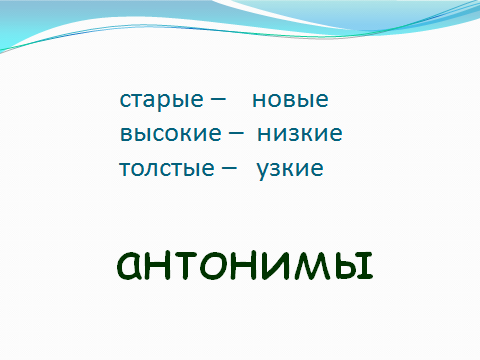 старые – новые
высокие – низкие
толстые – узкие
антонимы